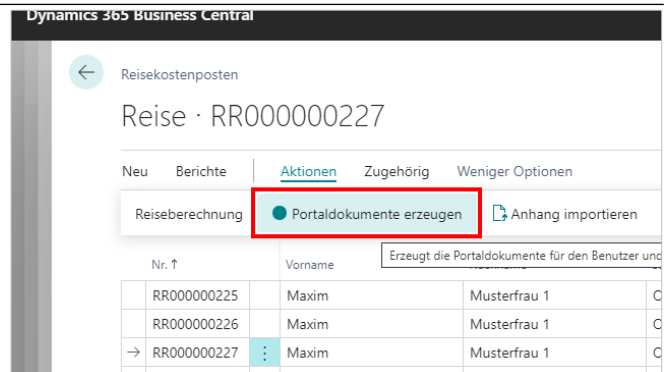 Dynamics 365 Business Central
Reisekostenposten
Reise · RR000000227
Neu Berichte Aktionen Zugehörig Weniger Optionen
Reiseberechnung Portaldokumente erzeugen Anhang importieren
Erzeugt die Portaldokumente für den Benutzer und
Nr. ↑ Vorname
RR000000225 Maxim Musterfrau 1
RR000000226 Maxim Musterfrau 1
→ RR000000227 ⋮ Maxim Musterfrau 1